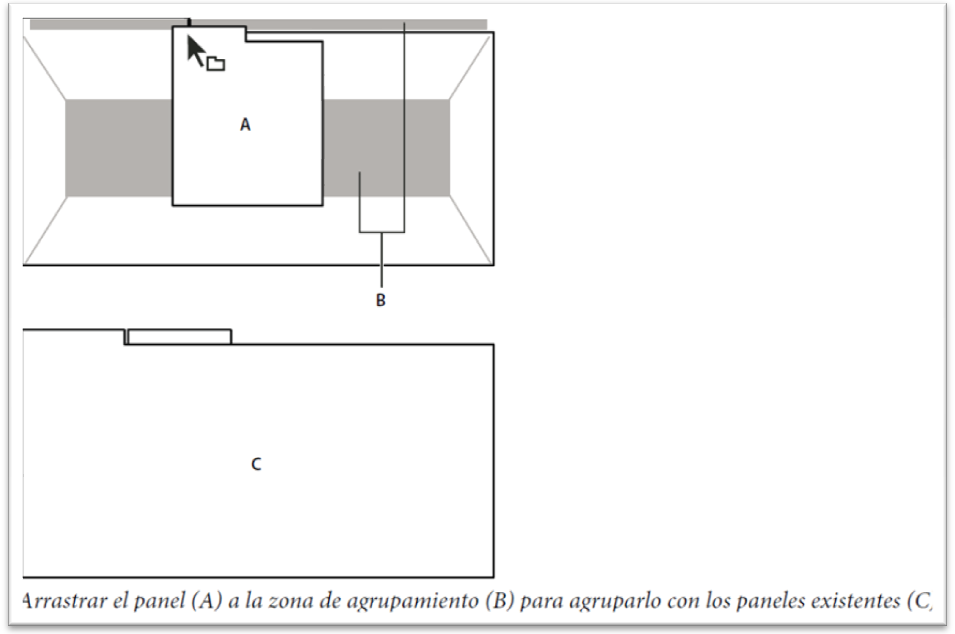 A
B
C
Arrastrar el panel (A) a la zona de agrupamiento (B) para agruparlo con los paneles existentes (C